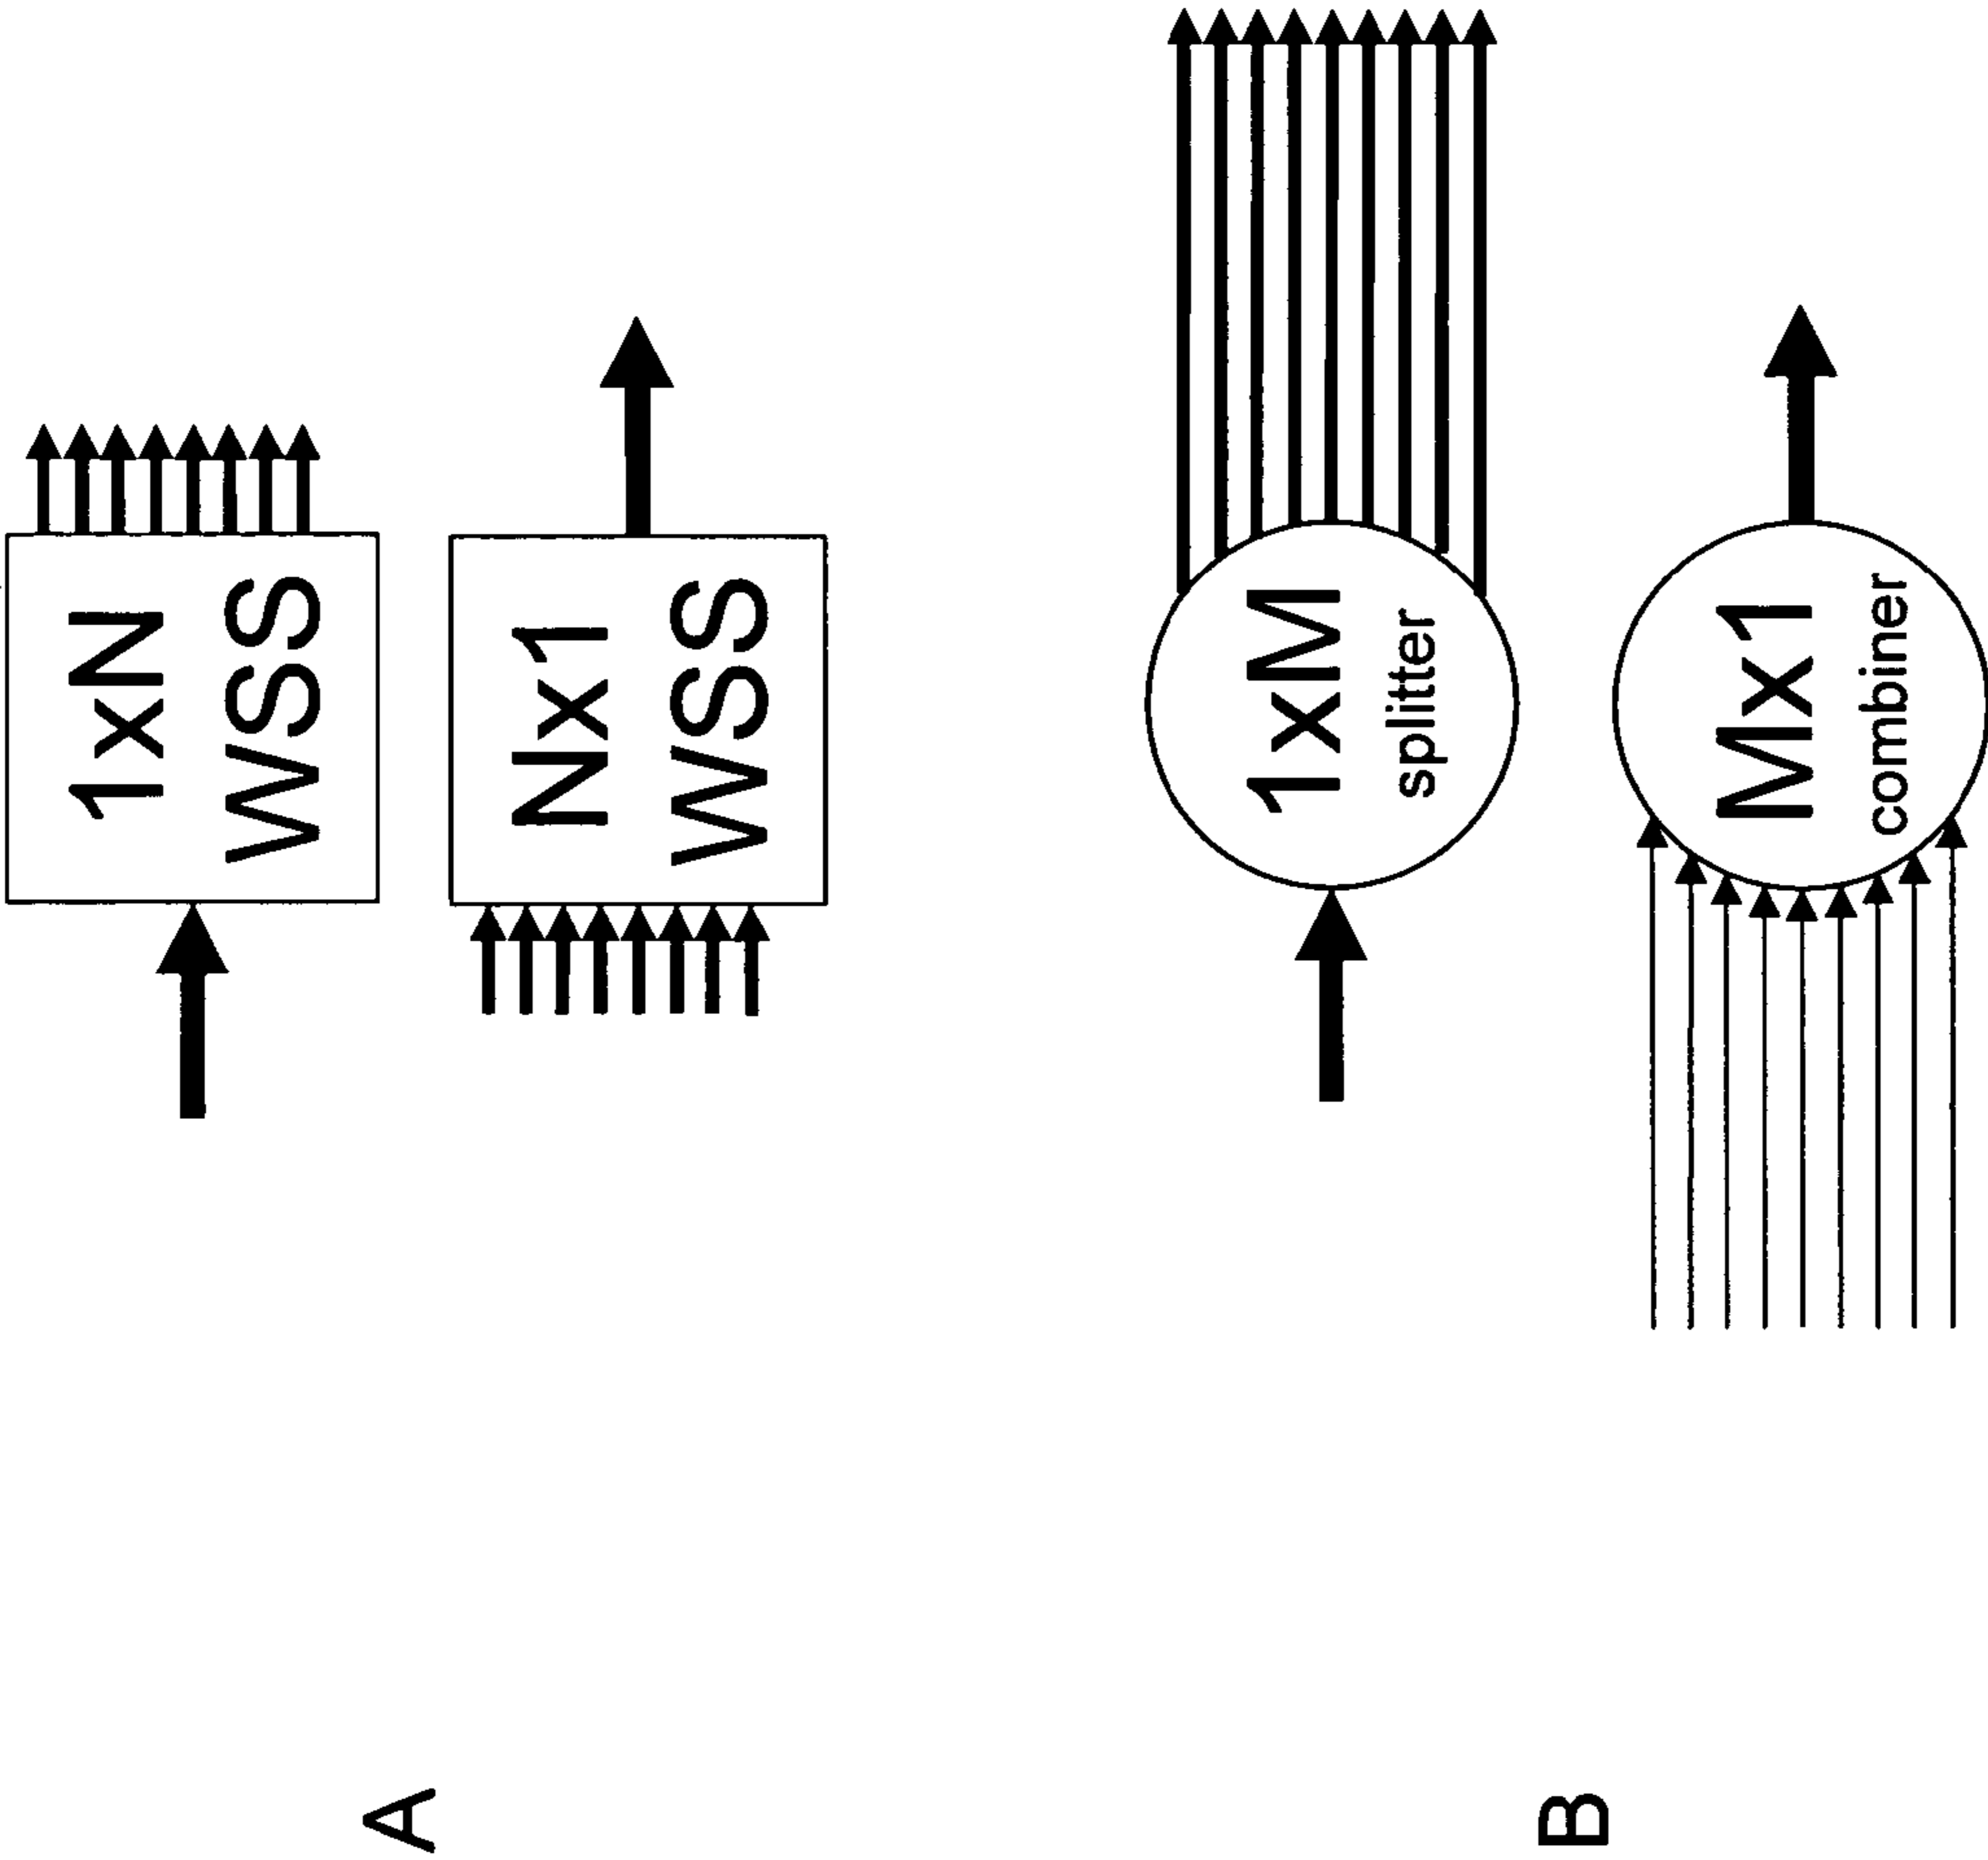 A
1xN
WSS
Nx1
WSS
B
1xM
splitter
Mx1
combiner